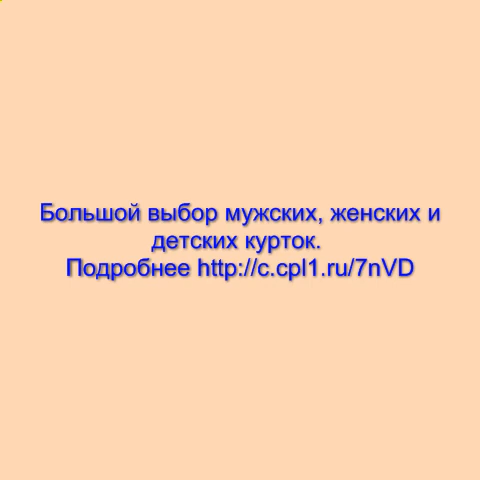 Большой выбор мужских, женских и
детских курток.
Подробнее http://c.cpl1.ru/7nVD